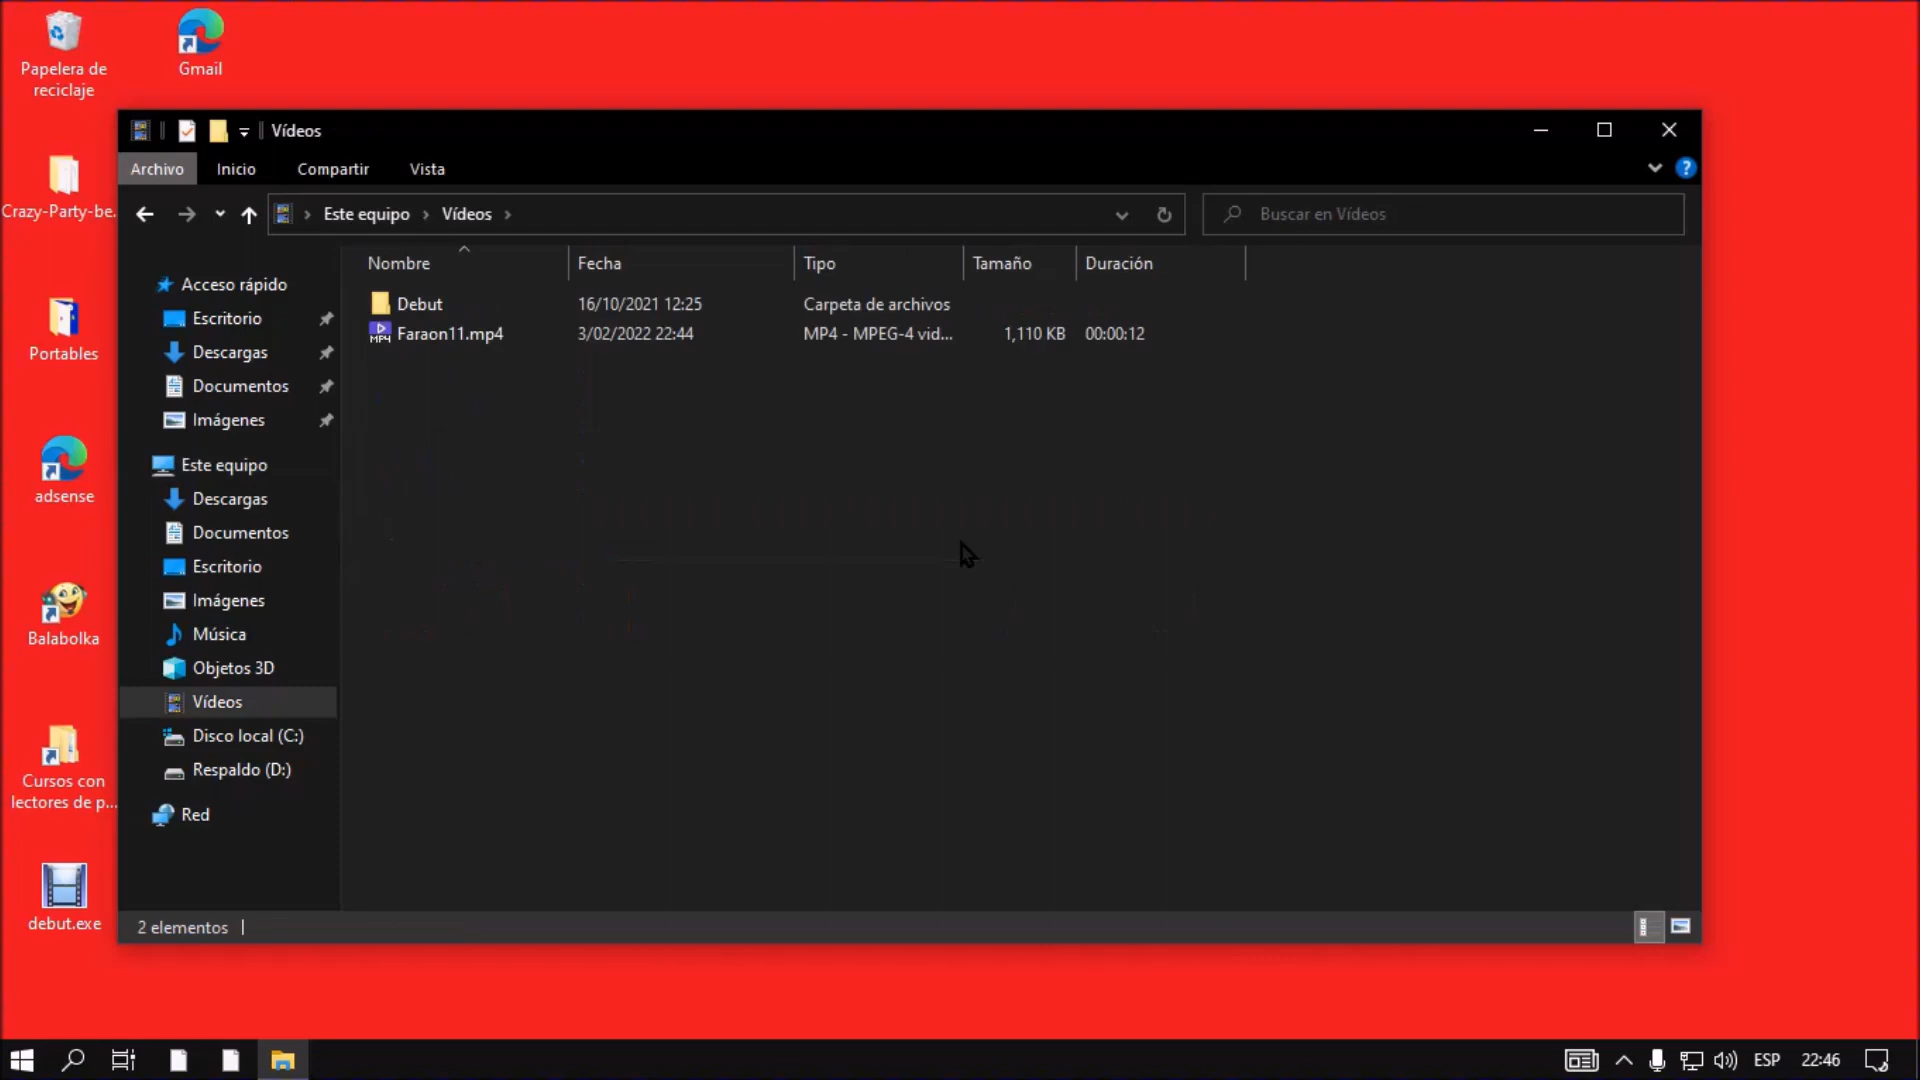 Papelera de
reciclaje
Gmail
Crazy-Party-be...
Portables
adsense
Balabolka
Cursos con
lectores de p...
debut.exe
Vídeos
Archivo Inicio Compartir Vista
?
Este equipo > Vídeos >
Buscar en Vídeos
Nombre Fecha Tipo Tamaño Duración
Debut 16/10/2021 12:25 Carpeta de archivos
MP4 Faraon11.mp4 3/02/2022 22:44 MP4 - MPEG-4 vid... 1,110 KB 00:00:12
Acceso rápido
Escritorio
Descargas
Documentos
Imágenes
Este equipo
Descargas
Documentos
Escritorio
Imágenes
Música
Objetos 3D
Vídeos
Disco local (C:)
Respaldo (D:)
Red
2 elementos
ESP 22:46